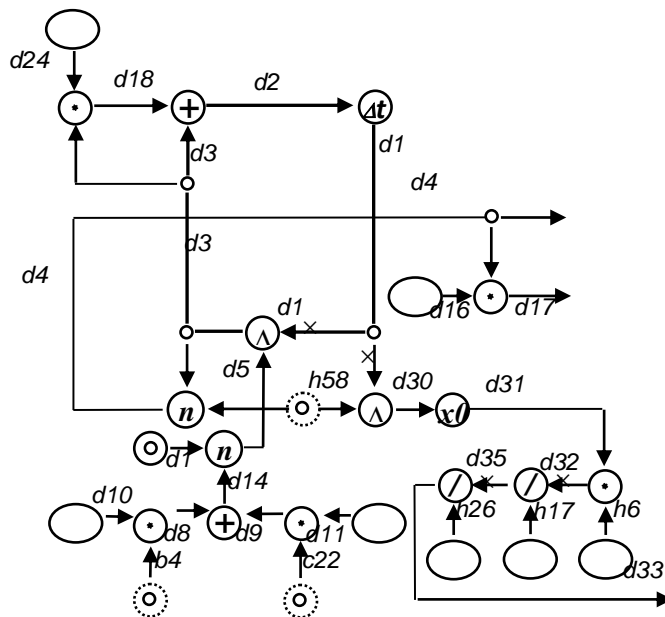 d24
d18
d2
+
Δt
d3
d1
d4
d3
d4
d1
d16
d17
Λ
d5
h58
d30
d31
n
Λ
x0
d1
n
d14
d35
d32
/
/
d10
h26
h17
h6
d8
+
d9
d11
b4
c22
d33